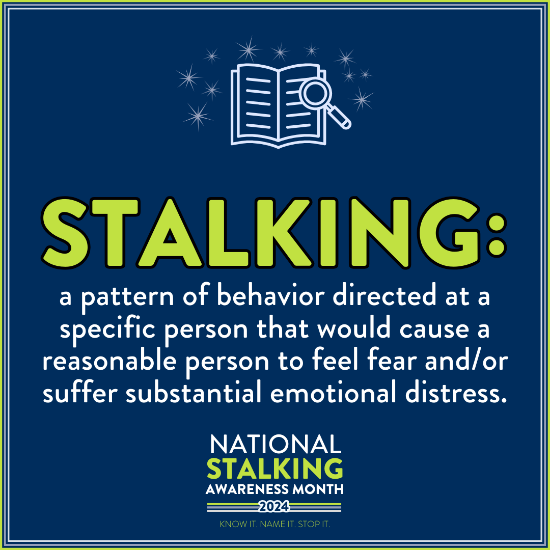 STALKING:
a pattern of behavior directed at a
specific person that would cause a
reasonable person to feel fear and/or
suffer substantial emotional distress.
NATIONAL
STALKING
AWARENESS MONTH
2024
KNOW IT. NAME IT. STOP IT.